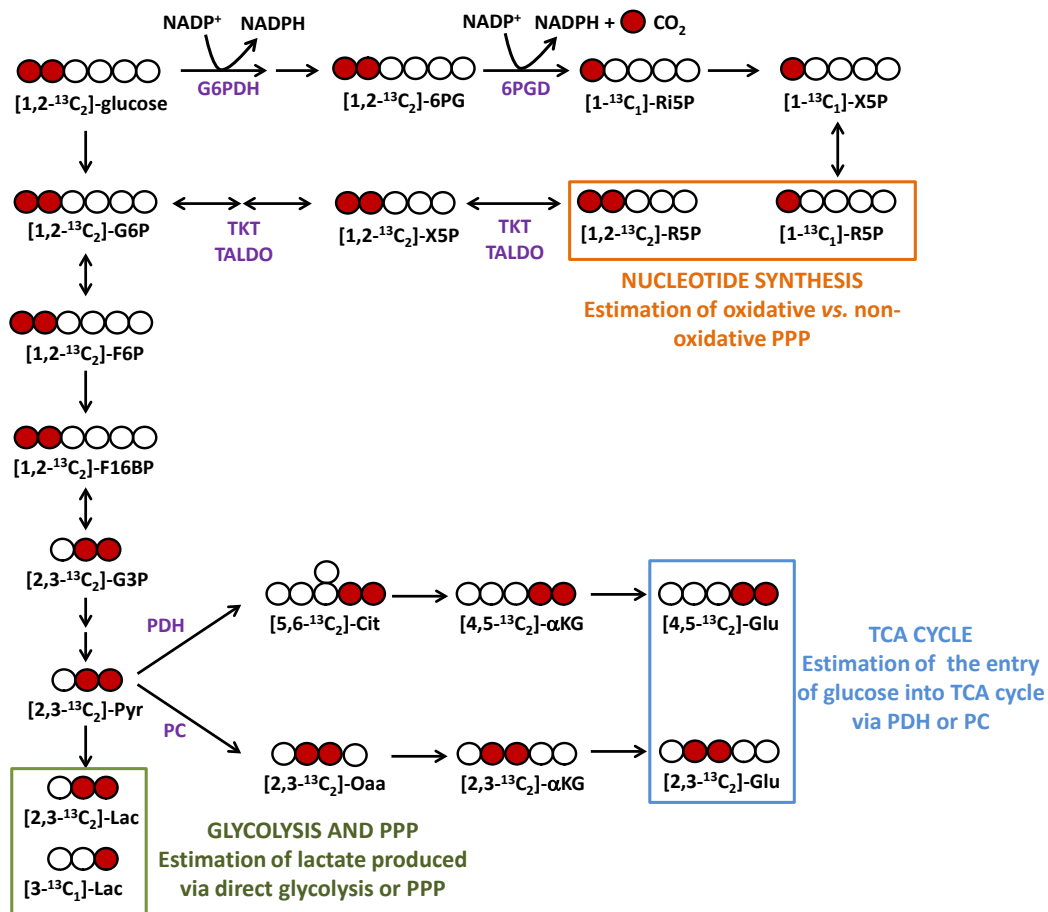 NADP⁺ NADPH NADP⁺ NADPH + CO₂
G6PDH 6PGD
[1,2-¹³C₂]-glucose [1,2-¹³C₂]-6PG [1-¹³C₁]-Ri5P [1-¹³C₁]-X5P
[1,2-¹³C₂]-G6P [1,2-¹³C₂]-X5P [1,2-¹³C₂]-R5P [1-¹³C₁]-R5P
TKT TKT
TALDO TALDO
NUCLEOTIDE SYNTHESIS
Estimation of oxidative vs. non-
oxidative PPP
[1,2-¹³C₂]-F6P
[1,2-¹³C₂]-F16BP
[2,3-¹³C₂]-G3P
PDH
[5,6-¹³C₂]-Cit [4,5-¹³C₂]-αKG [4,5-¹³C₂]-Glu
TCA CYCLE
Estimation of the entry
of glucose into TCA cycle
via PDH or PC
[2,3-¹³C₂]-Pyr
PC
[2,3-¹³C₂]-Oaa [2,3-¹³C₂]-αKG [2,3-¹³C₂]-Glu
[2,3-¹³C₂]-Lac
[3-¹³C₁]-Lac
GLYCOLYSIS AND PPP
Estimation of lactate produced
via direct glycolysis or PPP